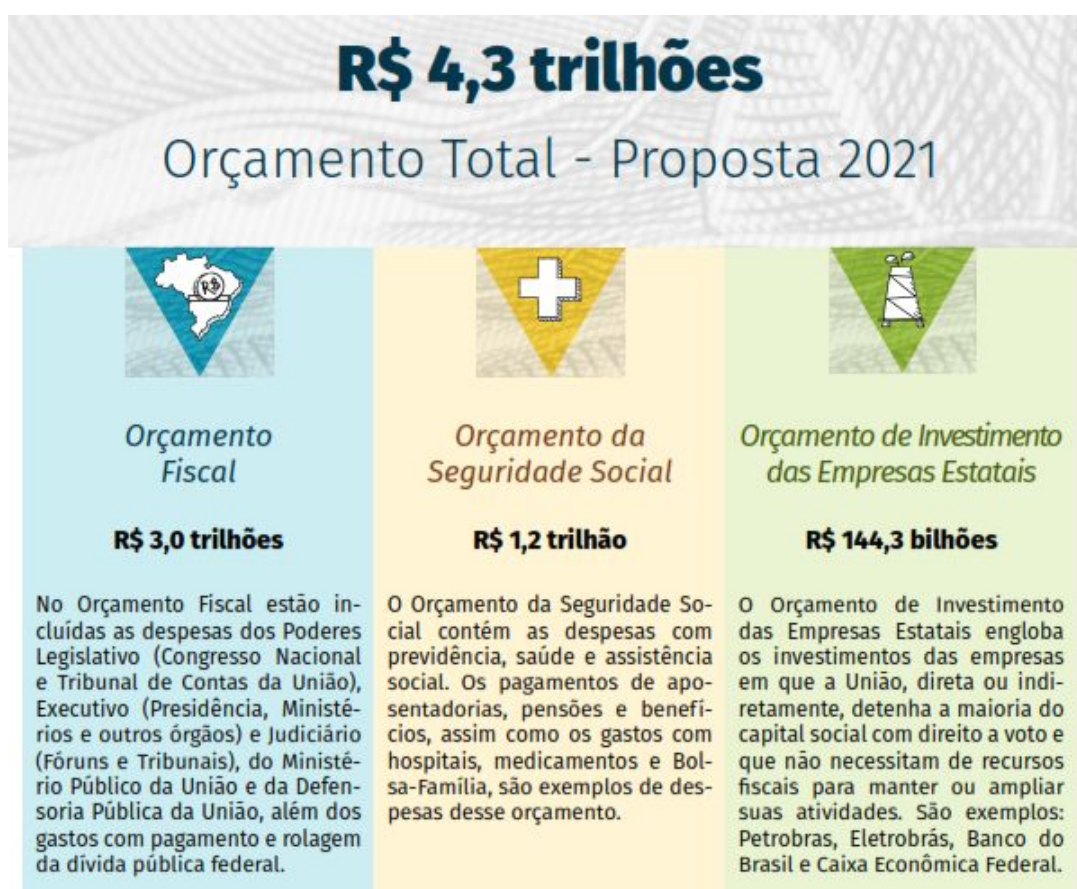 R$ 4,3 trilhões
Orçamento Total - Proposta 2021
R$
Orçamento
Fiscal
R$ 3,0 trilhões
No Orçamento Fiscal estão in-
cluídas as despesas dos Poderes
Legislativo (Congresso Nacional
e Tribunal de Contas da União),
Executivo (Presidência, Ministé-
rios e outros órgãos) e Judiciário
(Fóruns e Tribunais), do Ministé-
rio Público da União e da Defen-
soria Pública da União, além dos
gastos com pagamento e rolagem
da dívida pública federal.
Orçamento da
Seguridade Social
R$ 1,2 trilhão
O Orçamento da Seguridade So-
cial contém as despesas com
previdência, saúde e assistência
social. Os pagamentos de apo-
sentadorias, pensões e benefí-
cios, assim como os gastos com
hospitais, medicamentos e Bol-
sa-Família, são exemplos de des-
pesas desse orçamento.
Orçamento de Investimento
das Empresas Estatais
R$ 144,3 bilhões
O Orçamento de Investimento
das Empresas Estatais engloba
os investimentos das empresas
em que a União, direta ou indi-
retamente, detenha a maioria do
capital social com direito a voto e
que não necessitam de recursos
fiscais para manter ou ampliar
suas atividades. São exemplos:
Petrobras, Eletrobrás, Banco do
Brasil e Caixa Econômica Federal.